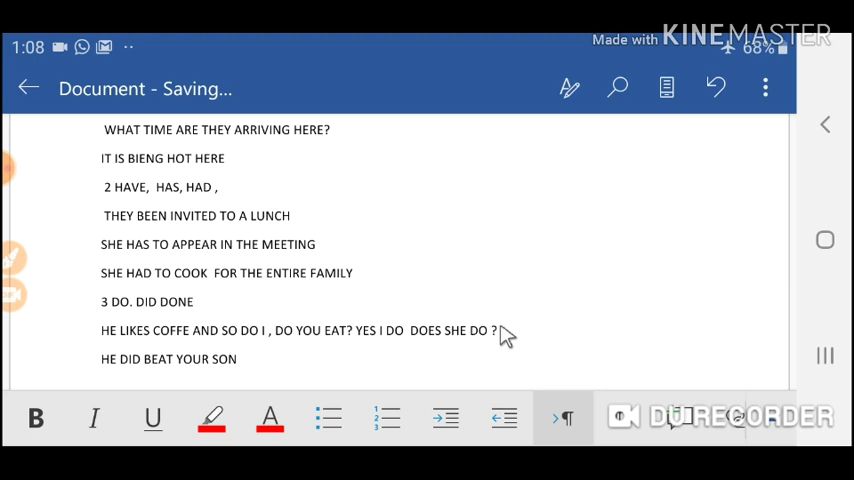 Made with KINEMASTER
1:08 68%
Document - Saving...
WHAT TIME ARE THEY ARRIVING HERE?
IT IS BIENG HOT HERE
2 HAVE, HAS, HAD ,
THEY BEEN INVITED TO A LUNCH
SHE HAS TO APPEAR IN THE MEETING
SHE HAD TO COOK FOR THE ENTIRE FAMILY
3 DO. DID DONE
HE LIKES COFFE AND SO DO I , DO YOU EAT? YES I DO DOES SHE DO ?
HE DID BEAT YOUR SON
B I U A
DU RECORDER